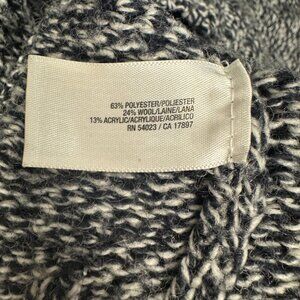 63% POLYESTER/POLIESTER
24% WOOL/LAINE/LANA
13% ACRYLIC/ACRYLIQUE/ACRILICO
RN 54023 / CA 17897